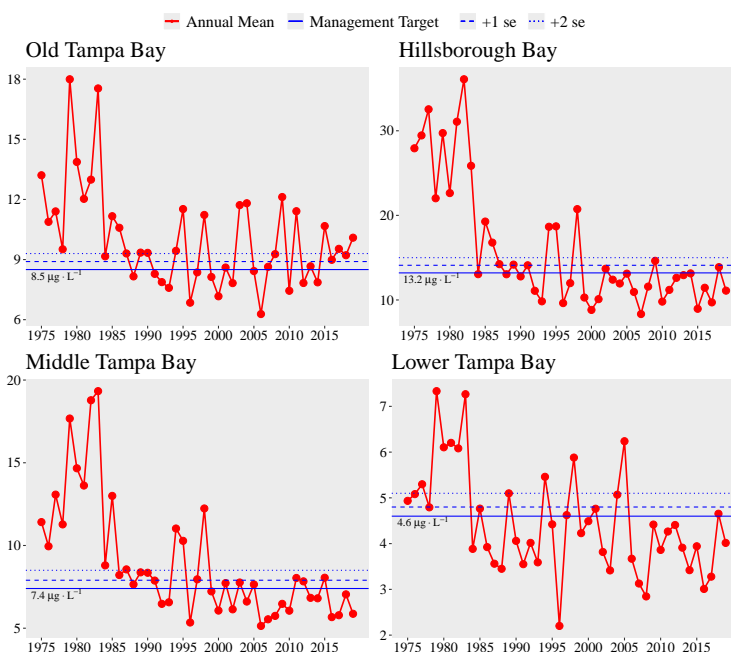 Annual Mean Management Target +1 se +2 se
Old Tampa Bay
18
15
12
9
6
8.5 μg · L⁻¹
1975 1980 1985 1990 1995 2000 2005 2010 2015
Hillsborough Bay
30
20
10
13.2 μg · L⁻¹
1975 1980 1985 1990 1995 2000 2005 2010 2015
Middle Tampa Bay
20
15
10
5
7.4 μg · L⁻¹
1975 1980 1985 1990 1995 2000 2005 2010 2015
Lower Tampa Bay
7
6
5
4
3
2
4.6 μg · L⁻¹
1975 1980 1985 1990 1995 2000 2005 2010 2015